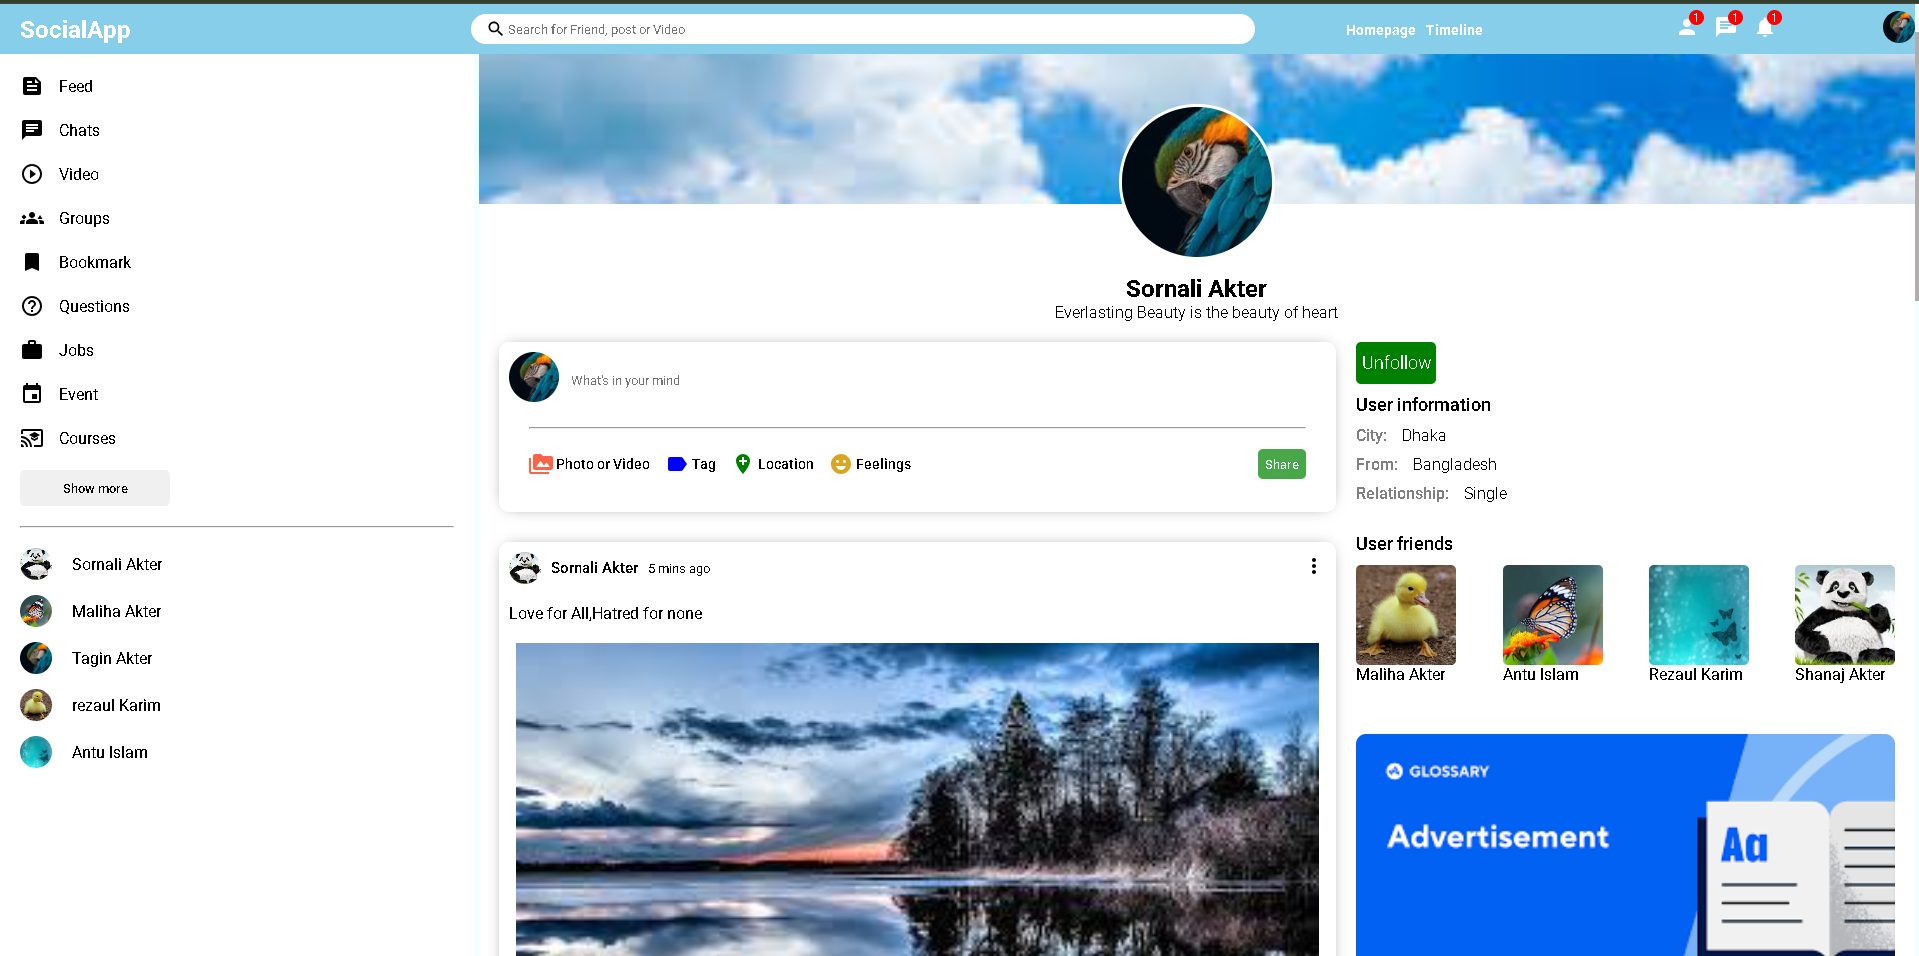 SocialApp
Search for Friend, post or Video
Homepage Timeline
1 1 1
Feed
Chats
Video
Groups
Bookmark
Questions
Jobs
Event
Courses
Show more
Sornali Akter
Maliha Akter
Tagin Akter
rezaul Karim
Antu Islam
Sornali Akter
Everlasting Beauty is the beauty of heart
What's in your mind
Photo or Video Tag Location Feelings Share
Sornali Akter 5 mins ago
Love for All,Hatred for none
Unfollow
User information
City: Dhaka
From: Bangladesh
Relationship: Single
User friends
Maliha Akter Antu Islam Rezaul Karim Shanaj Akter
GLOSSARY
Advertisement
Aa